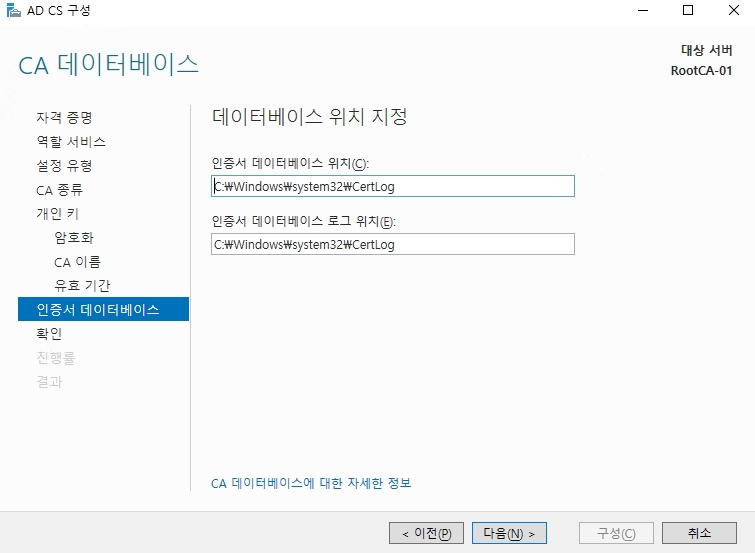 AD CS 구성
CA 데이터베이스
대상 서버
RootCA-01
자격 증명
역할 서비스
설정 유형
CA 종류
개인 키
암호화
CA 이름
유효 기간
인증서 데이터베이스
확인
진행률
결과
데이터베이스 위치 지정
인증서 데이터베이스 위치(C):
C:₩Windows₩system32₩CertLog
인증서 데이터베이스 로그 위치(E):
C:₩Windows₩system32₩CertLog
CA 데이터베이스에 대한 자세한 정보
< 이전(P)
다음(N) >
구성(C)
취소